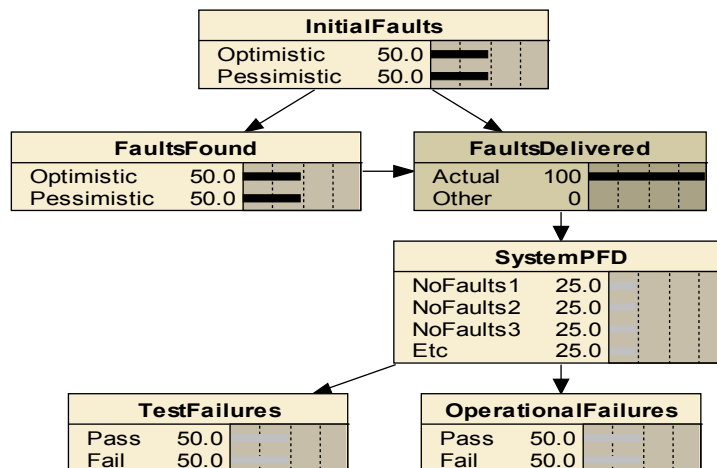 InitialFaults
Optimistic 50.0
Pessimistic 50.0
FaultsFound
Optimistic 50.0
Pessimistic 50.0
FaultsDelivered
Actual 100
Other 0
SystemPFD
NoFaults1 25.0
NoFaults2 25.0
NoFaults3 25.0
Etc 25.0
TestFailures
Pass 50.0
Fail 50.0
OperationalFailures
Pass 50.0
Fail 50.0